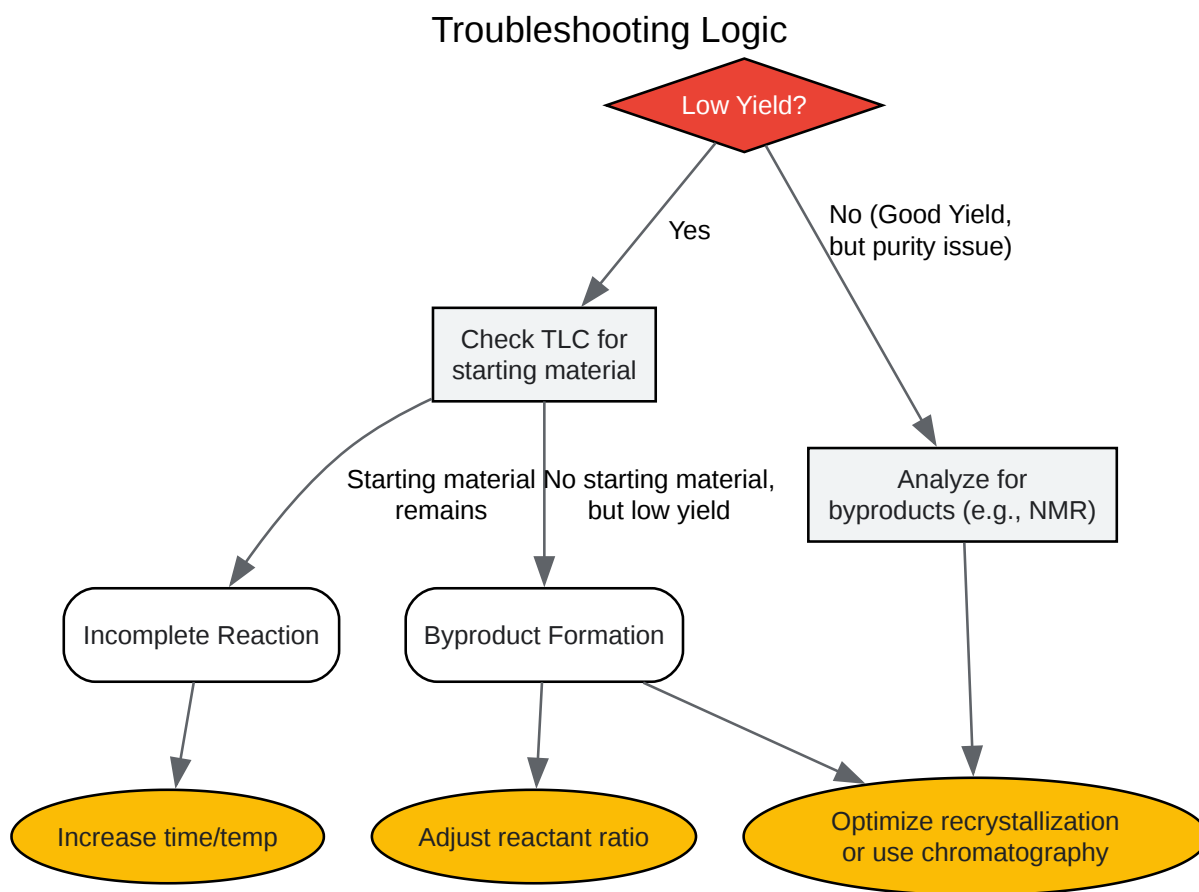 Troubleshooting Logic
Low Yield?
Yes
No (Good Yield,
but purity issue)
Check TLC for
starting material
Starting material
remains
No starting material,
but low yield
Analyze for
byproducts (e.g., NMR)
Incomplete Reaction
Byproduct Formation
Increase time/temp
Adjust reactant ratio
Optimize recrystallization
or use chromatography